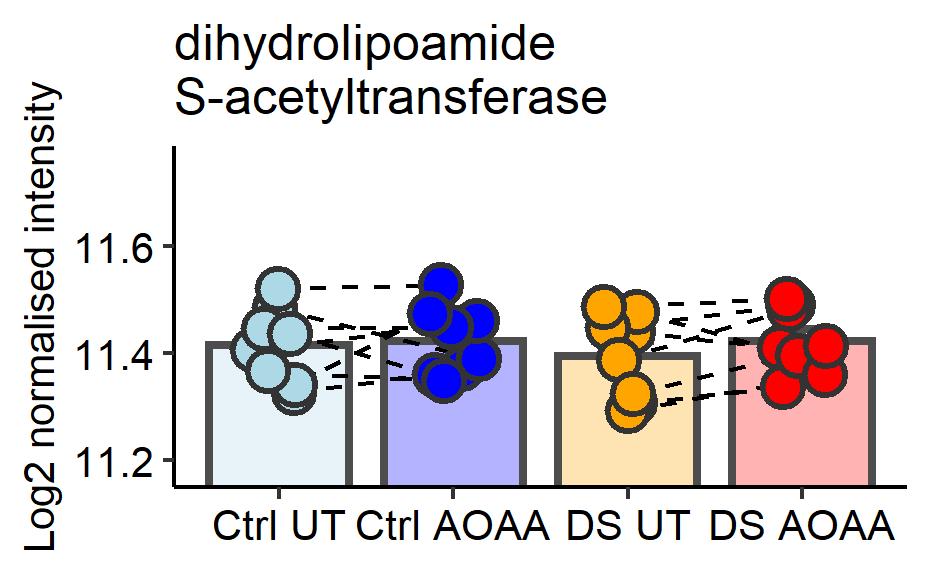 dihydrolipoamide
S-acetyltransferase
Log2 normalised intensity
11.6
11.4
11.2
Ctrl UT Ctrl AOAA DS UT DS AOAA